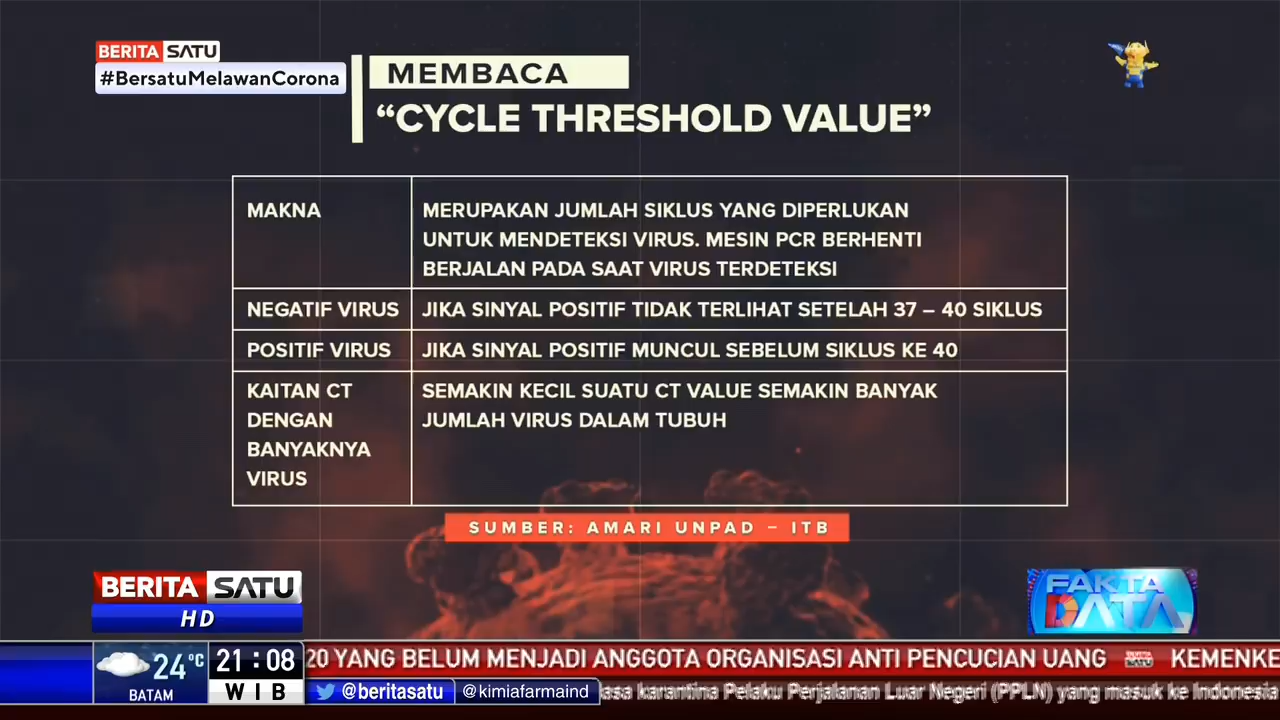 BERITA SATU
#BersatuMelawanCorona
MEMBACA
“CYCLE THRESHOLD VALUE”
MAKNA
MERUPAKAN JUMLAH SIKLUS YANG DIPERLUKAN
UNTUK MENDETEKSI VIRUS. MESIN PCR BERHENTI
BERJALAN PADA SAAT VIRUS TERDETEKSI
NEGATIF VIRUS
JIKA SINYAL POSITIF TIDAK TERLIHAT SETELAH 37 – 40 SIKLUS
POSITIF VIRUS
JIKA SINYAL POSITIF MUNCUL SEBELUM SIKLUS KE 40
KAITAN CT
DENGAN
BANYAKNYA
VIRUS
SEMAKIN KECIL SUATU CT VALUE SEMAKIN BANYAK
JUMLAH VIRUS DALAM TUBUH
SUMBER: AMARI UNPAD – ITB
BERITA SATU
HD
FAKTA
DATA
24°C
BATAM
21:08
WIB
20 YANG BELUM MENJADI ANGGOTA ORGANISASI ANTI PENCUCIAN UANG
KEMENKE
@beritasatu
@kimiafarmaind
asa karantina Pelaku Perjalanan Luar Negeri (PPLN) yang masuk ke Indonesia